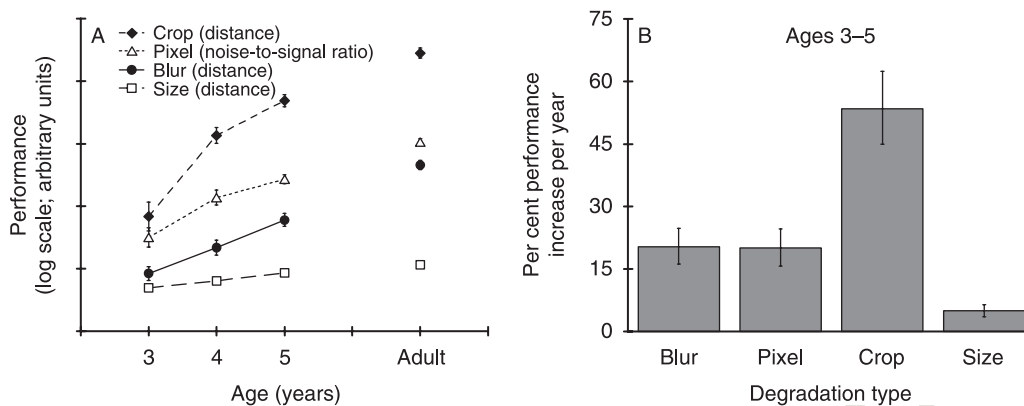 A
Crop (distance)
Pixel (noise-to-signal ratio)
Blur (distance)
Size (distance)
Performance
(log scale; arbitrary units)
3
4
5
Adult
Age (years)
B
Ages 3–5
Per cent performance
increase per year
75
60
45
30
15
0
Blur
Pixel
Crop
Size
Degradation type